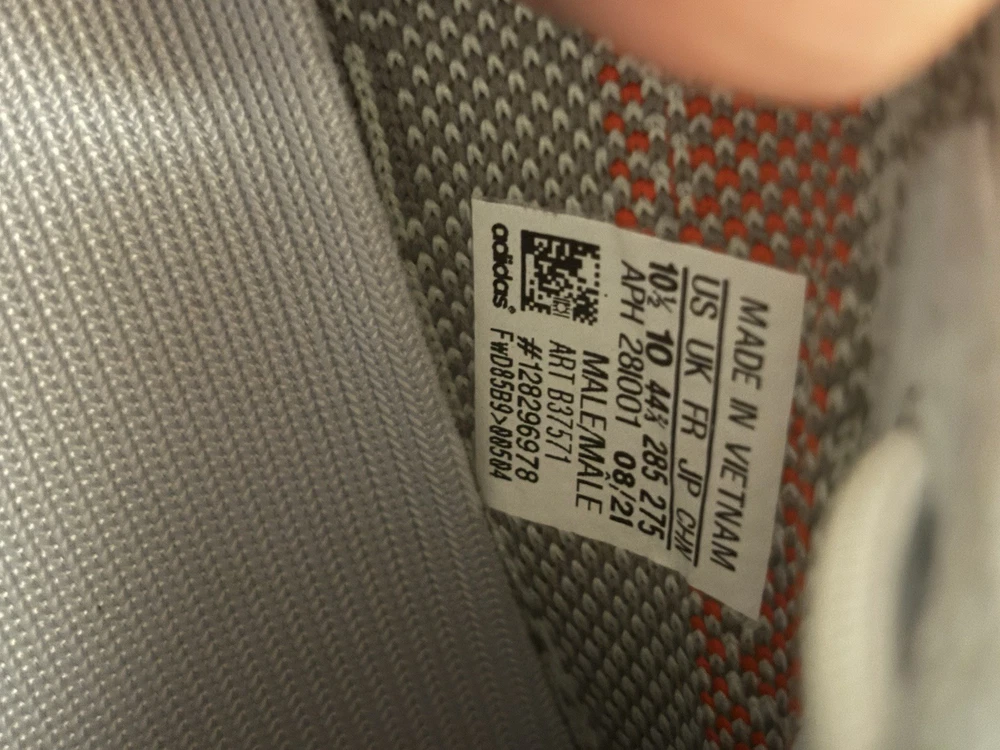 MADE IN VIETNAM
US UK FR JP CHN
10½ 10 44⅔ 285 275
APH 28I001 08/21
MALE/MÂLE
ART B37571
#128296978
adidas® FWD85B9>00504